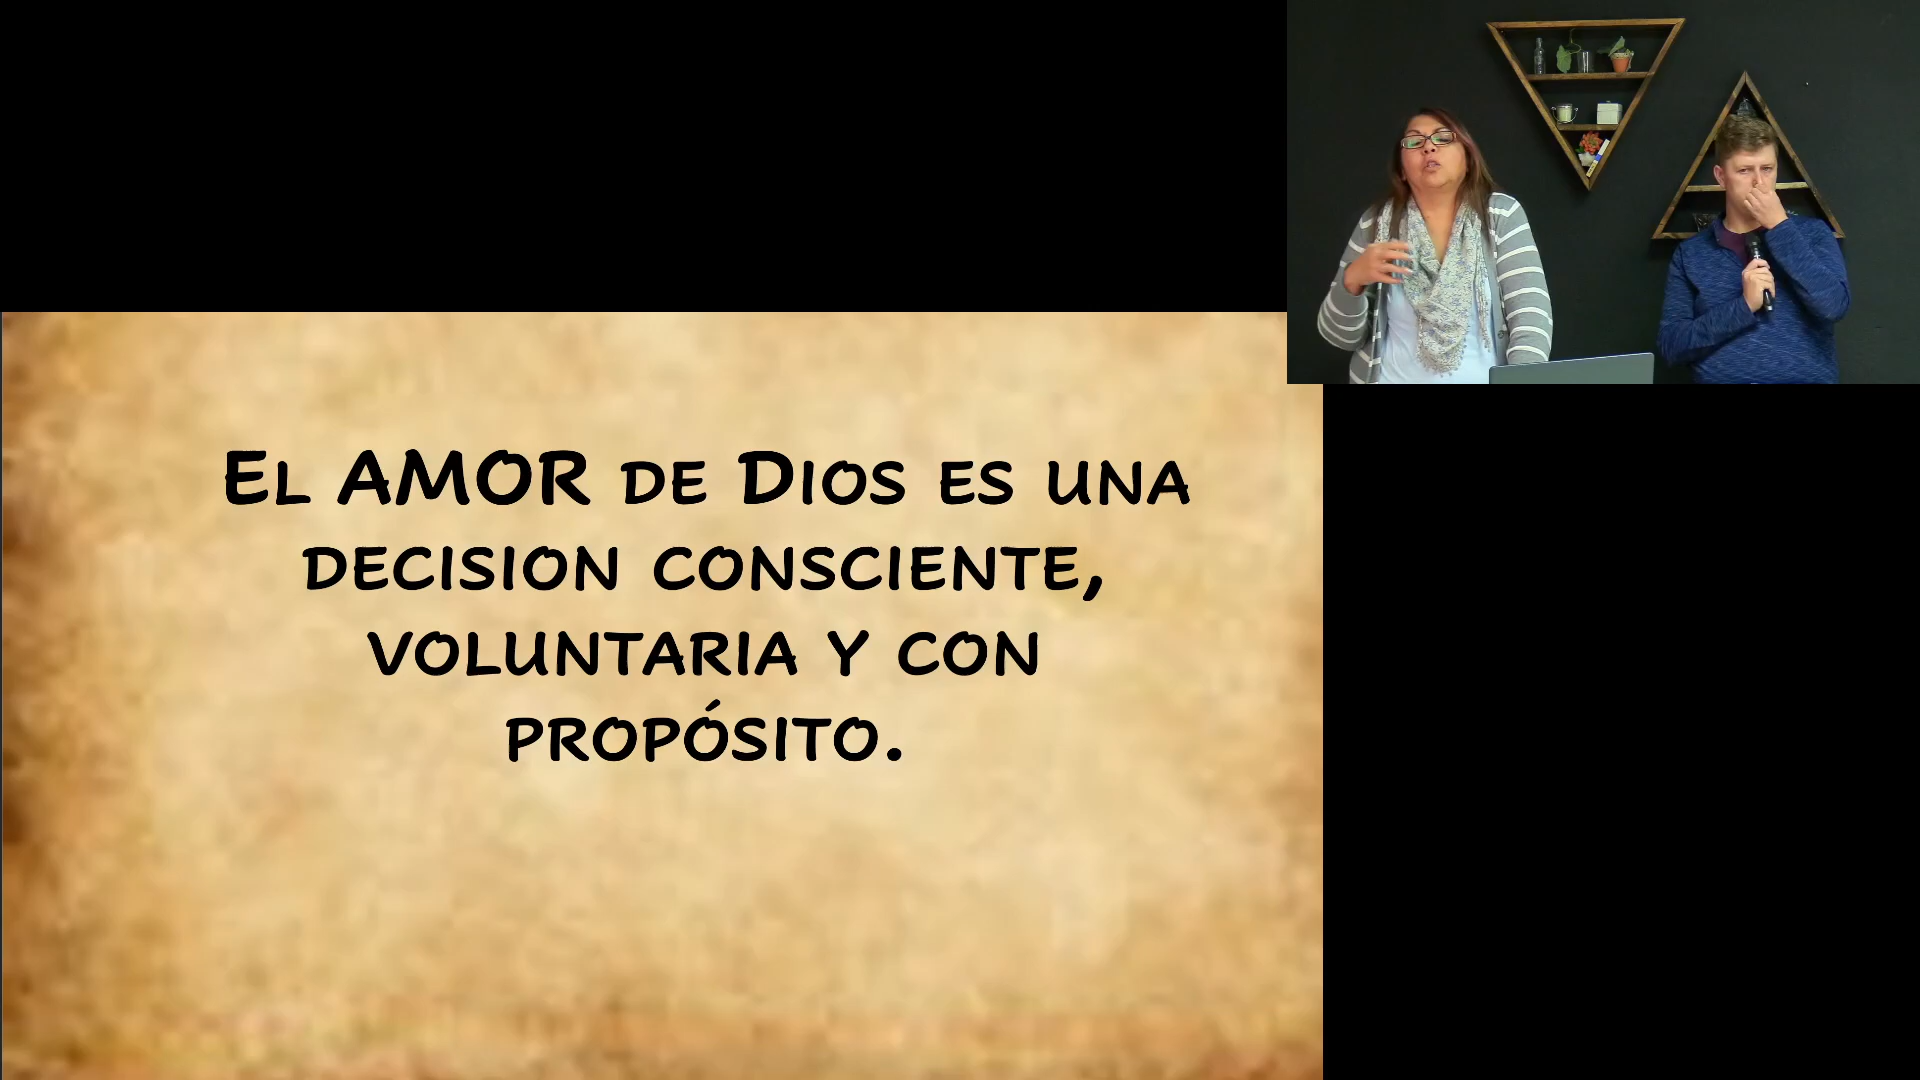 El AMOR de Dios es una
decision consciente,
voluntaria y con
propósito.